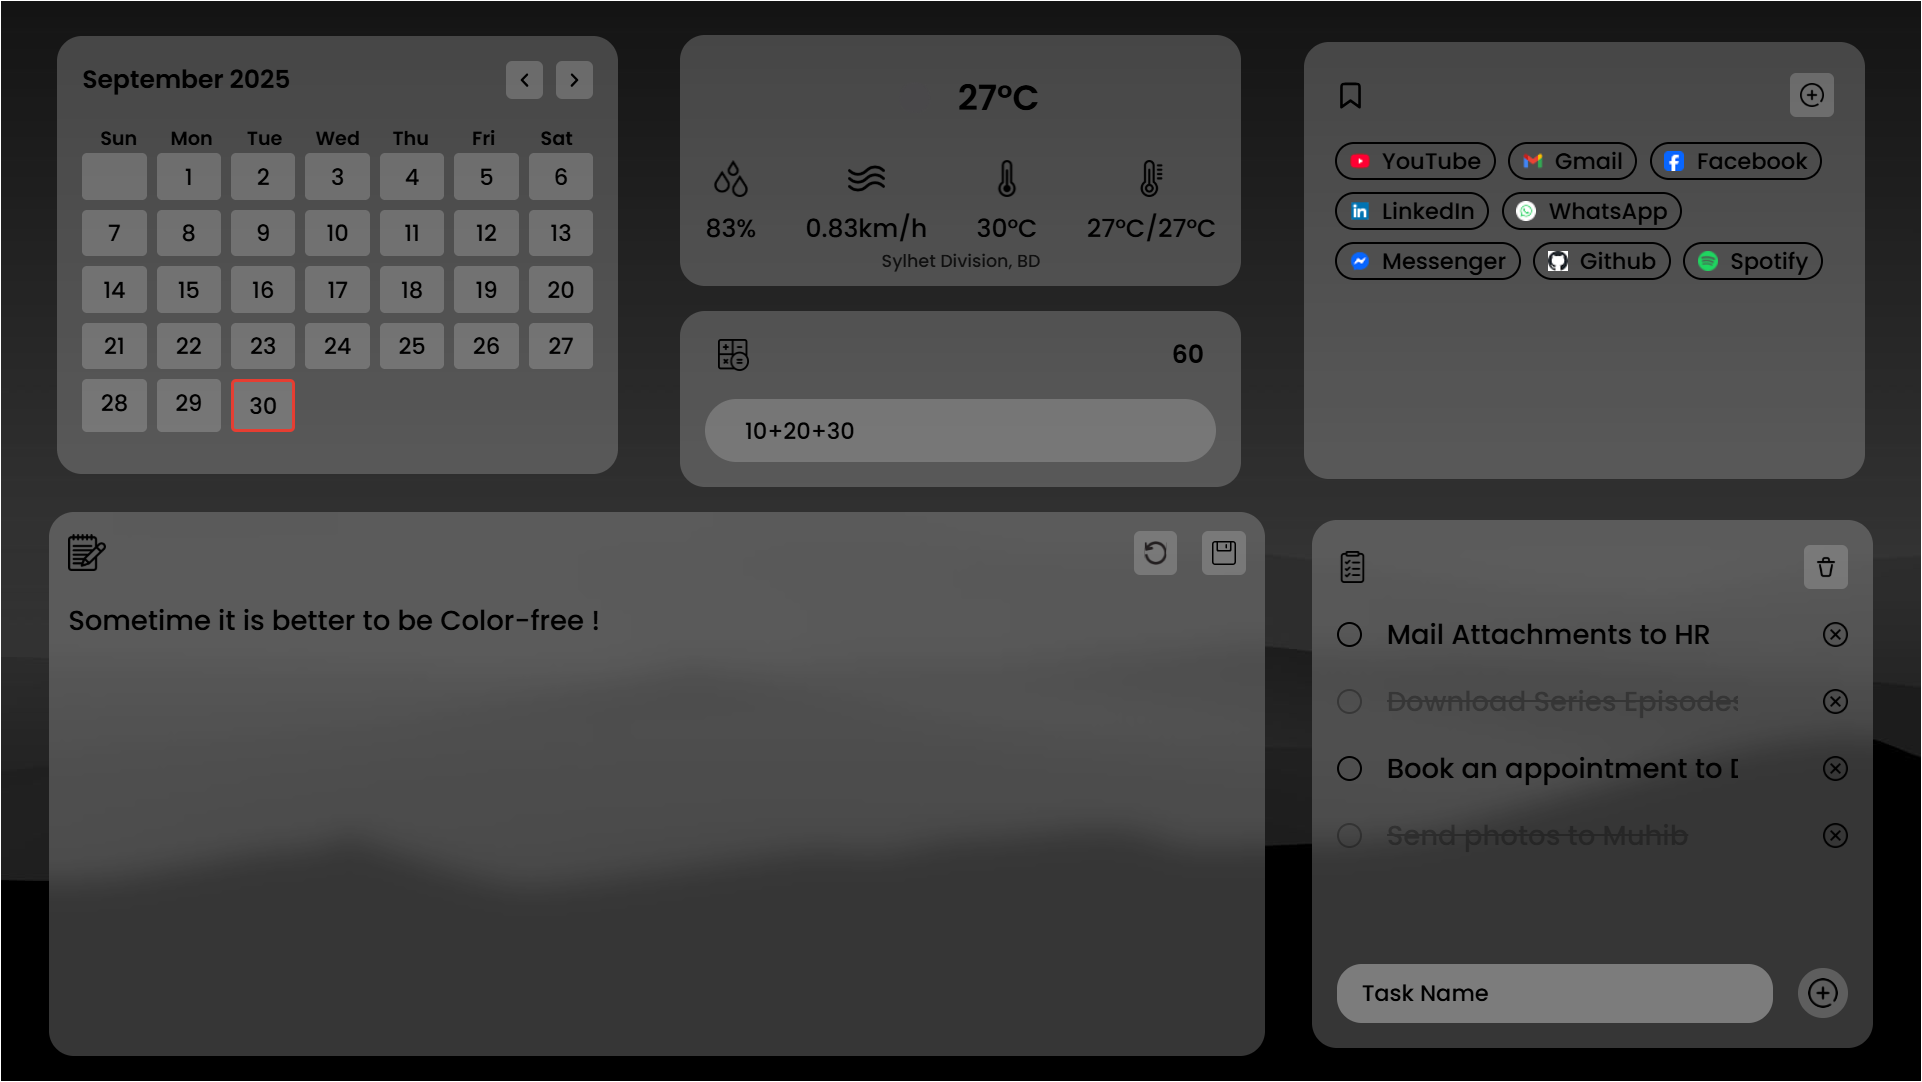 September 2025
Sun Mon Tue Wed Thu Fri Sat
1 2 3 4 5 6
7 8 9 10 11 12 13
14 15 16 17 18 19 20
21 22 23 24 25 26 27
28 29 30
27°C
83% 0.83km/h 30°C 27°C/27°C
Sylhet Division, BD
60
10+20+30
YouTube Gmail Facebook
LinkedIn WhatsApp
Messenger Github Spotify
Sometime it is better to be Color-free !
Mail Attachments to HR
Download Series Episodes
Book an appointment to
Send photos to Muhib
Task Name